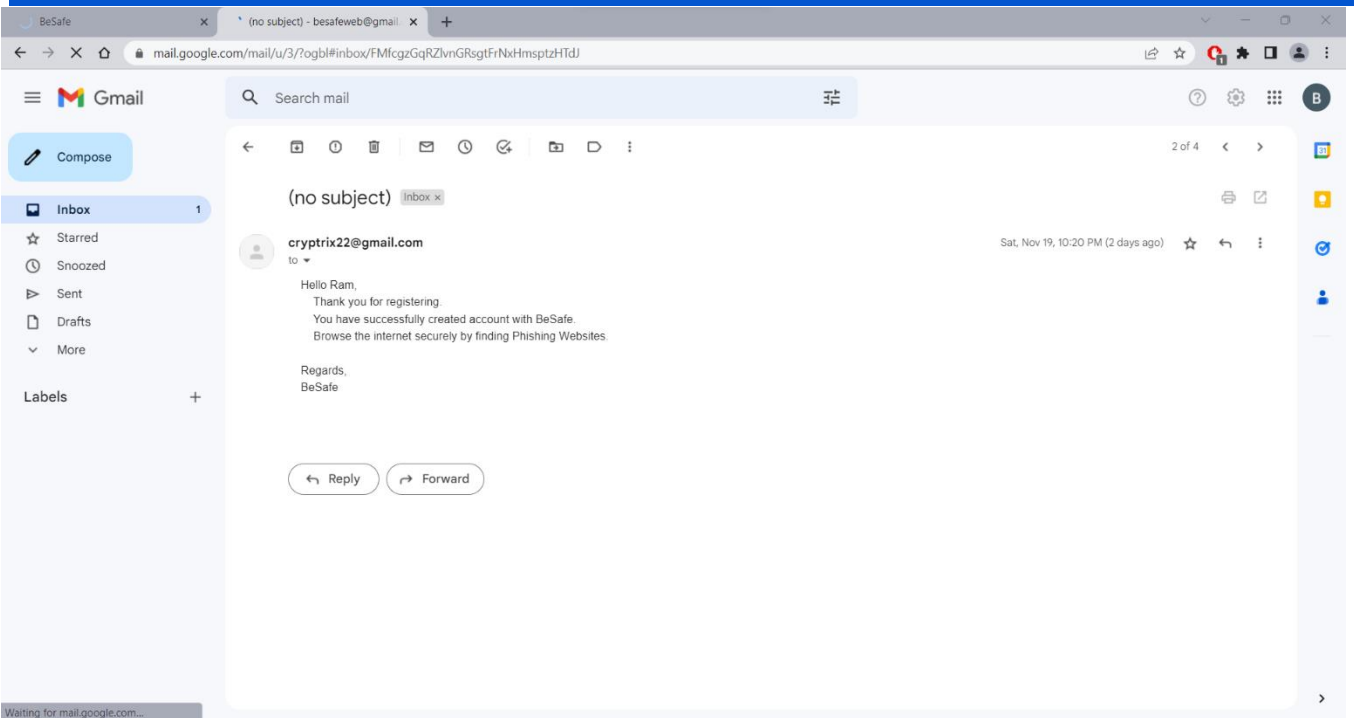 BeSafe
(no subject) - besafeweb@gmail.
mail.google.com/mail/u/3/?ogbl#inbox/FMfcgzGqRZlvnGRsgtFrNxHmsptzHTdJ
1
Gmail
Search mail
B
Compose
2 of 4
31
(no subject) Inbox ×
Inbox 1
Starred
cryptrix22@gmail.com Sat, Nov 19, 10:20 PM (2 days ago)
to
Snoozed
Sent
Drafts
More
Hello Ram,
Thank you for registering.
You have successfully created account with BeSafe.
Browse the internet securely by finding Phishing Websites.
Regards,
BeSafe
Labels +
Reply
Forward
Waiting for mail.google.com...